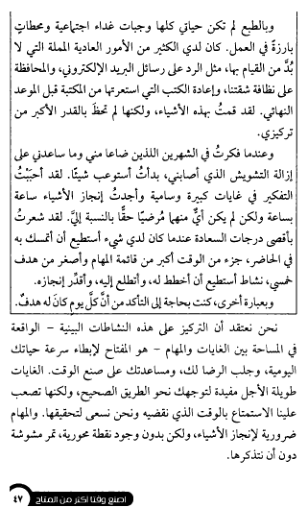 وبالطبع لم تكن حياتي كلها وجبات غداء اجتماعية ومحطاتٍ
بارزةً في العمل. كان لدي الكثير من الأمور العادية المملة التي لا
بُدَّ من القيام بها، مثل الرد على رسائل البريد الإلكتروني، والمحافظة
على نظافة شقتنا، وإعادة الكتب التي استعرتها من المكتبة قبل الموعد
النهائي. لقد قمتُ بهذه الأشياء، ولكنها لم تحظَ بالقدر الأكبر من
تركيزي.
وعندما فكرتُ في الشهرين اللذين ضاعا مني وما ساعدني على
إزالة التشويش الذي أصابني، بدأتُ أستوعب شيئًا. لقد أحببَتُ
التفكير في غايات كبيرة وسامية وأجدتُ إنجاز الأشياء ساعة
بساعة ولكن لم يكن أيٌّ منهما مُرضيًا حقًّا بالنسبة إليَّ. لقد شعرتُ
بأقصى درجات السعادة عندما كان لدي شيء أستطيع أن أتمسك به
في الحاضر، جزء من الوقت أكبر من قائمة المهام وأصغر من هدف
خمسي، نشاط أستطيع أن أخطط له، وأتطلع إليه، وأقدِّر إنجازه.
وبعبارة أخرى، كنت بحاجة إلى التأكد من أنَّ كلَّ يومٍ كانَ له هدفٌ.
نحن نعتقد أن التركيز على هذه النشاطات البينية – الواقعة
في المساحة بين الغايات والمهام – هو المفتاح لإبطاء سرعة حياتك
اليومية، وجلب الرضا لك، ومساعدتك على صنع الوقت. الغايات
طويلة الأجل مفيدة لتوجهك نحو الطريق الصحيح، ولكنها تصعب
علينا الاستمتاع بالوقت الذي نقضيه ونحن نسعى لتحقيقها. والمهام
ضرورية لإنجاز الأشياء، ولكن بدون وجود نقطة محورية، تمر مشوشة
دون أن نتذكرها.
اصنع وقتا أكثر من المتاح ٤٧